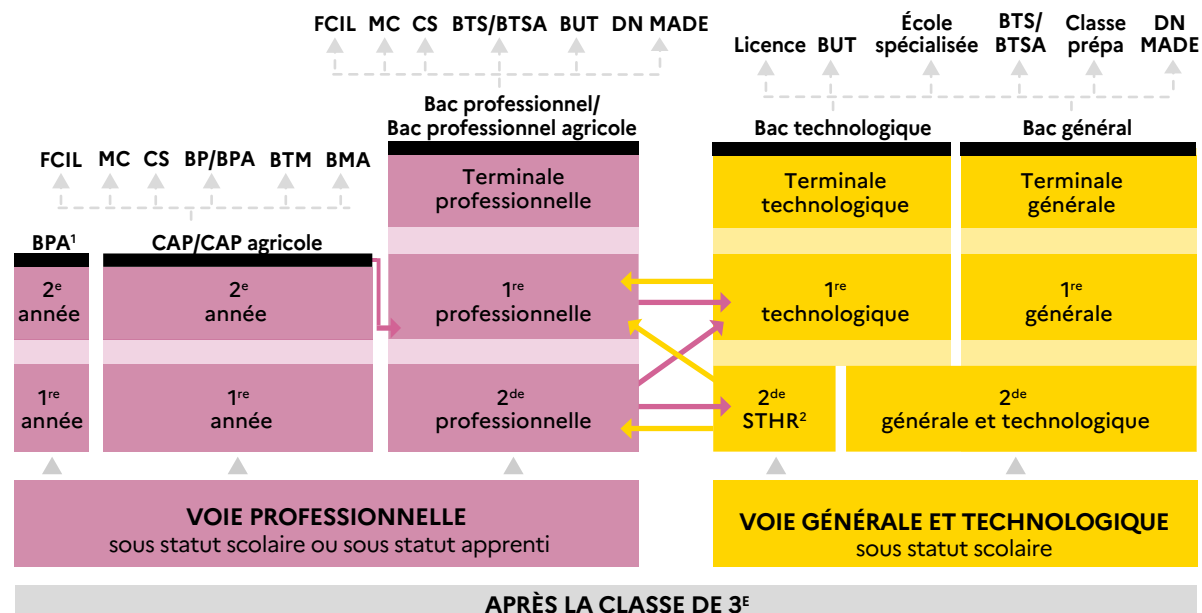 FCIL MC CS BTS/BTSA BUT DN MADE
Licence BUT École spécialisée BTS/ BTSA Classe prépa DN MADE
Bac professionnel/
Bac professionnel agricole
Bac technologique
Bac général
FCIL MC CS BP/BPA BTM BMA
Terminale
professionnelle
Terminale
technologique
Terminale
générale
BPA¹
CAP/CAP agricole
2e
année
2e
année
1re
professionnelle
1re
technologique
1re
générale
1re
année
1re
année
2de
professionnelle
2de
STHR²
2de
générale et technologique
VOIE PROFESSIONNELLE
sous statut scolaire ou sous statut apprenti
VOIE GÉNÉRALE ET TECHNOLOGIQUE
sous statut scolaire
APRÈS LA CLASSE DE 3E